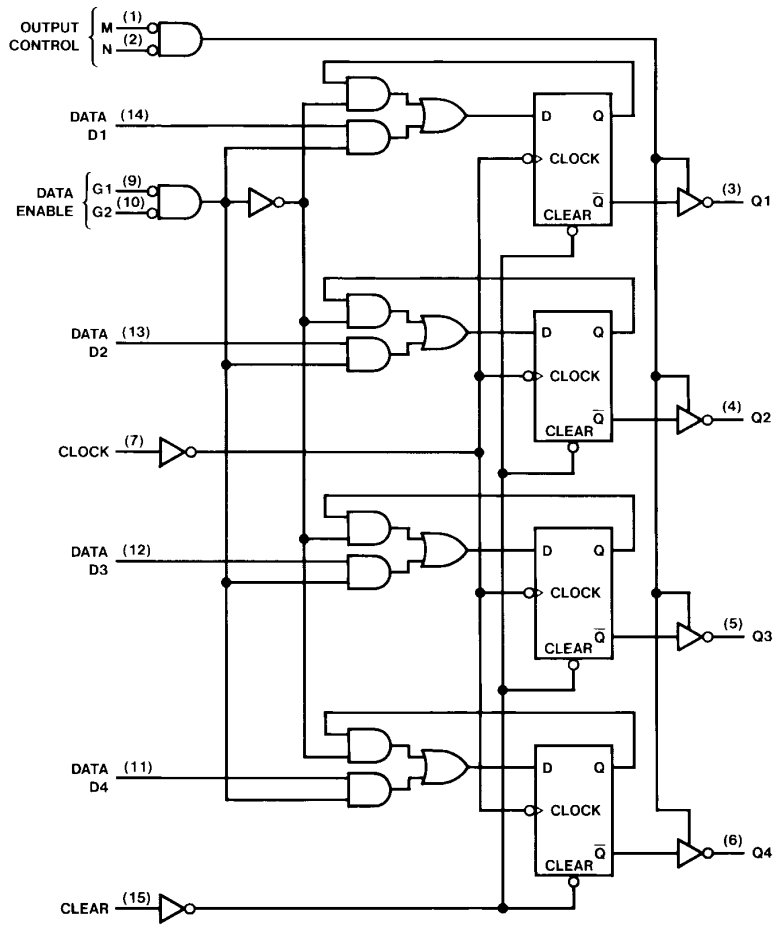 OUTPUT
CONTROL
M (1)
N (2)
DATA
D1
(14)
DATA
ENABLE
G1 (9)
G2 (10)
D Q
CLOCK
Q̅
CLEAR
(3) Q1
DATA
D2
(13)
D Q
CLOCK
Q̅
CLEAR
(4) Q2
CLOCK (7)
DATA
D3
(12)
D Q
CLOCK
Q̅
CLEAR
(5) Q3
DATA
D4
(11)
D Q
CLOCK
Q̅
CLEAR
(6) Q4
CLEAR (15)